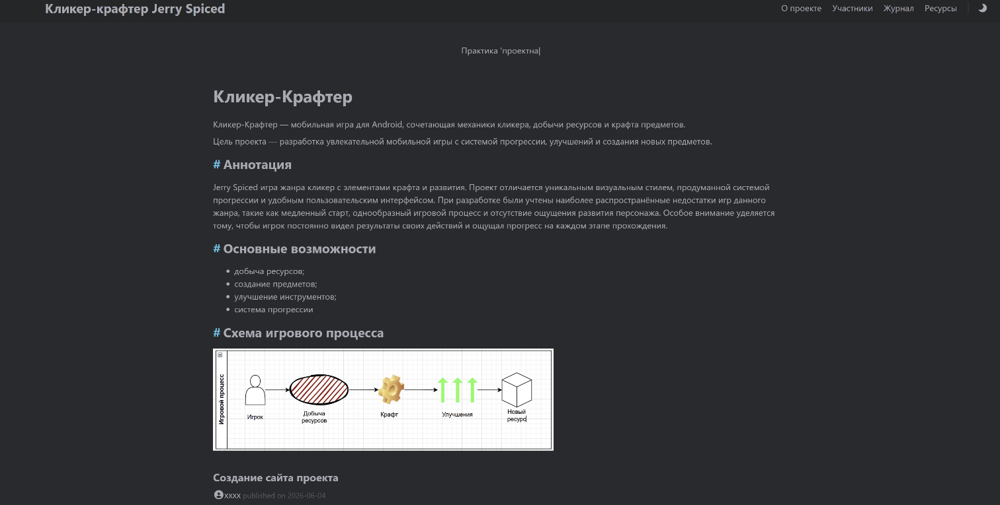 Кликер-крафтер Jerry Spiced
О проекте Участники Журнал Ресурсы
Практика 'проектна|
Кликер-Крафтер
Кликер-Крафтер — мобильная игра для Android, сочетающая механики кликера, добычи ресурсов и крафта предметов.
Цель проекта — разработка увлекательной мобильной игры с системой прогрессии, улучшений и создания новых предметов.
# Аннотация
Jerry Spiced игра жанра кликер с элементами крафта и развития. Проект отличается уникальным визуальным стилем, продуманной системой
прогрессии и удобным пользовательским интерфейсом. При разработке были учтены наиболее распространённые недостатки игр данного
жанра, такие как медленный старт, однообразный игровой процесс и отсутствие ощущения развития персонажа. Особое внимание уделяется
тому, чтобы игрок постоянно видел результаты своих действий и ощущал прогресс на каждом этапе прохождения.
# Основные возможности
• добыча ресурсов;
• создание предметов;
• улучшение инструментов;
• система прогрессии
# Схема игрового процесса
Игровой процесс
Игрок
Добыча
ресурсов
Крафт
Улучшения
Новый
ресурс
Создание сайта проекта
xxxx published on 2026-06-04